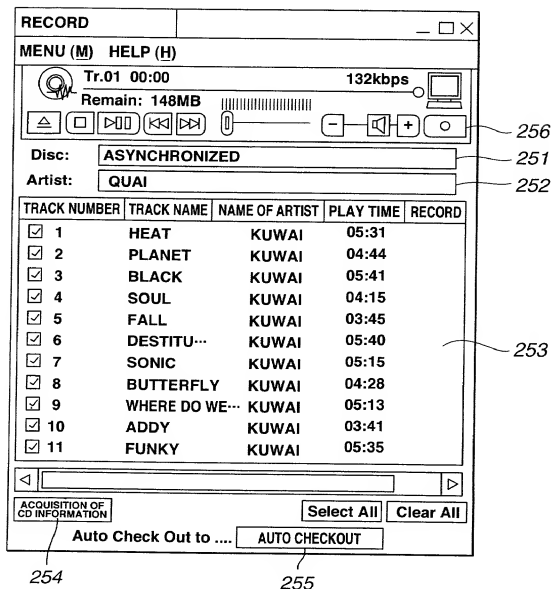 RECORD
MENU (M) HELP (H)
Tr.01 00:00 132kbps
Remain: 148MB
256
Disc: ASYNCHRONIZED 251
Artist: QUAI 252
TRACK NUMBER TRACK NAME NAME OF ARTIST PLAY TIME RECORD
1 HEAT KUWAI 05:31
2 PLANET KUWAI 04:44
3 BLACK KUWAI 05:41
4 SOUL KUWAI 04:15
5 FALL KUWAI 03:45
6 DESTITU... KUWAI 05:40
253
7 SONIC KUWAI 05:15
8 BUTTERFLY KUWAI 04:28
9 WHERE DO WE... KUWAI 05:13
10 ADDY KUWAI 03:41
11 FUNKY KUWAI 05:35
ACQUISITION OF
CD INFORMATION
Select All Clear All
Auto Check Out to .... AUTO CHECKOUT
254 255